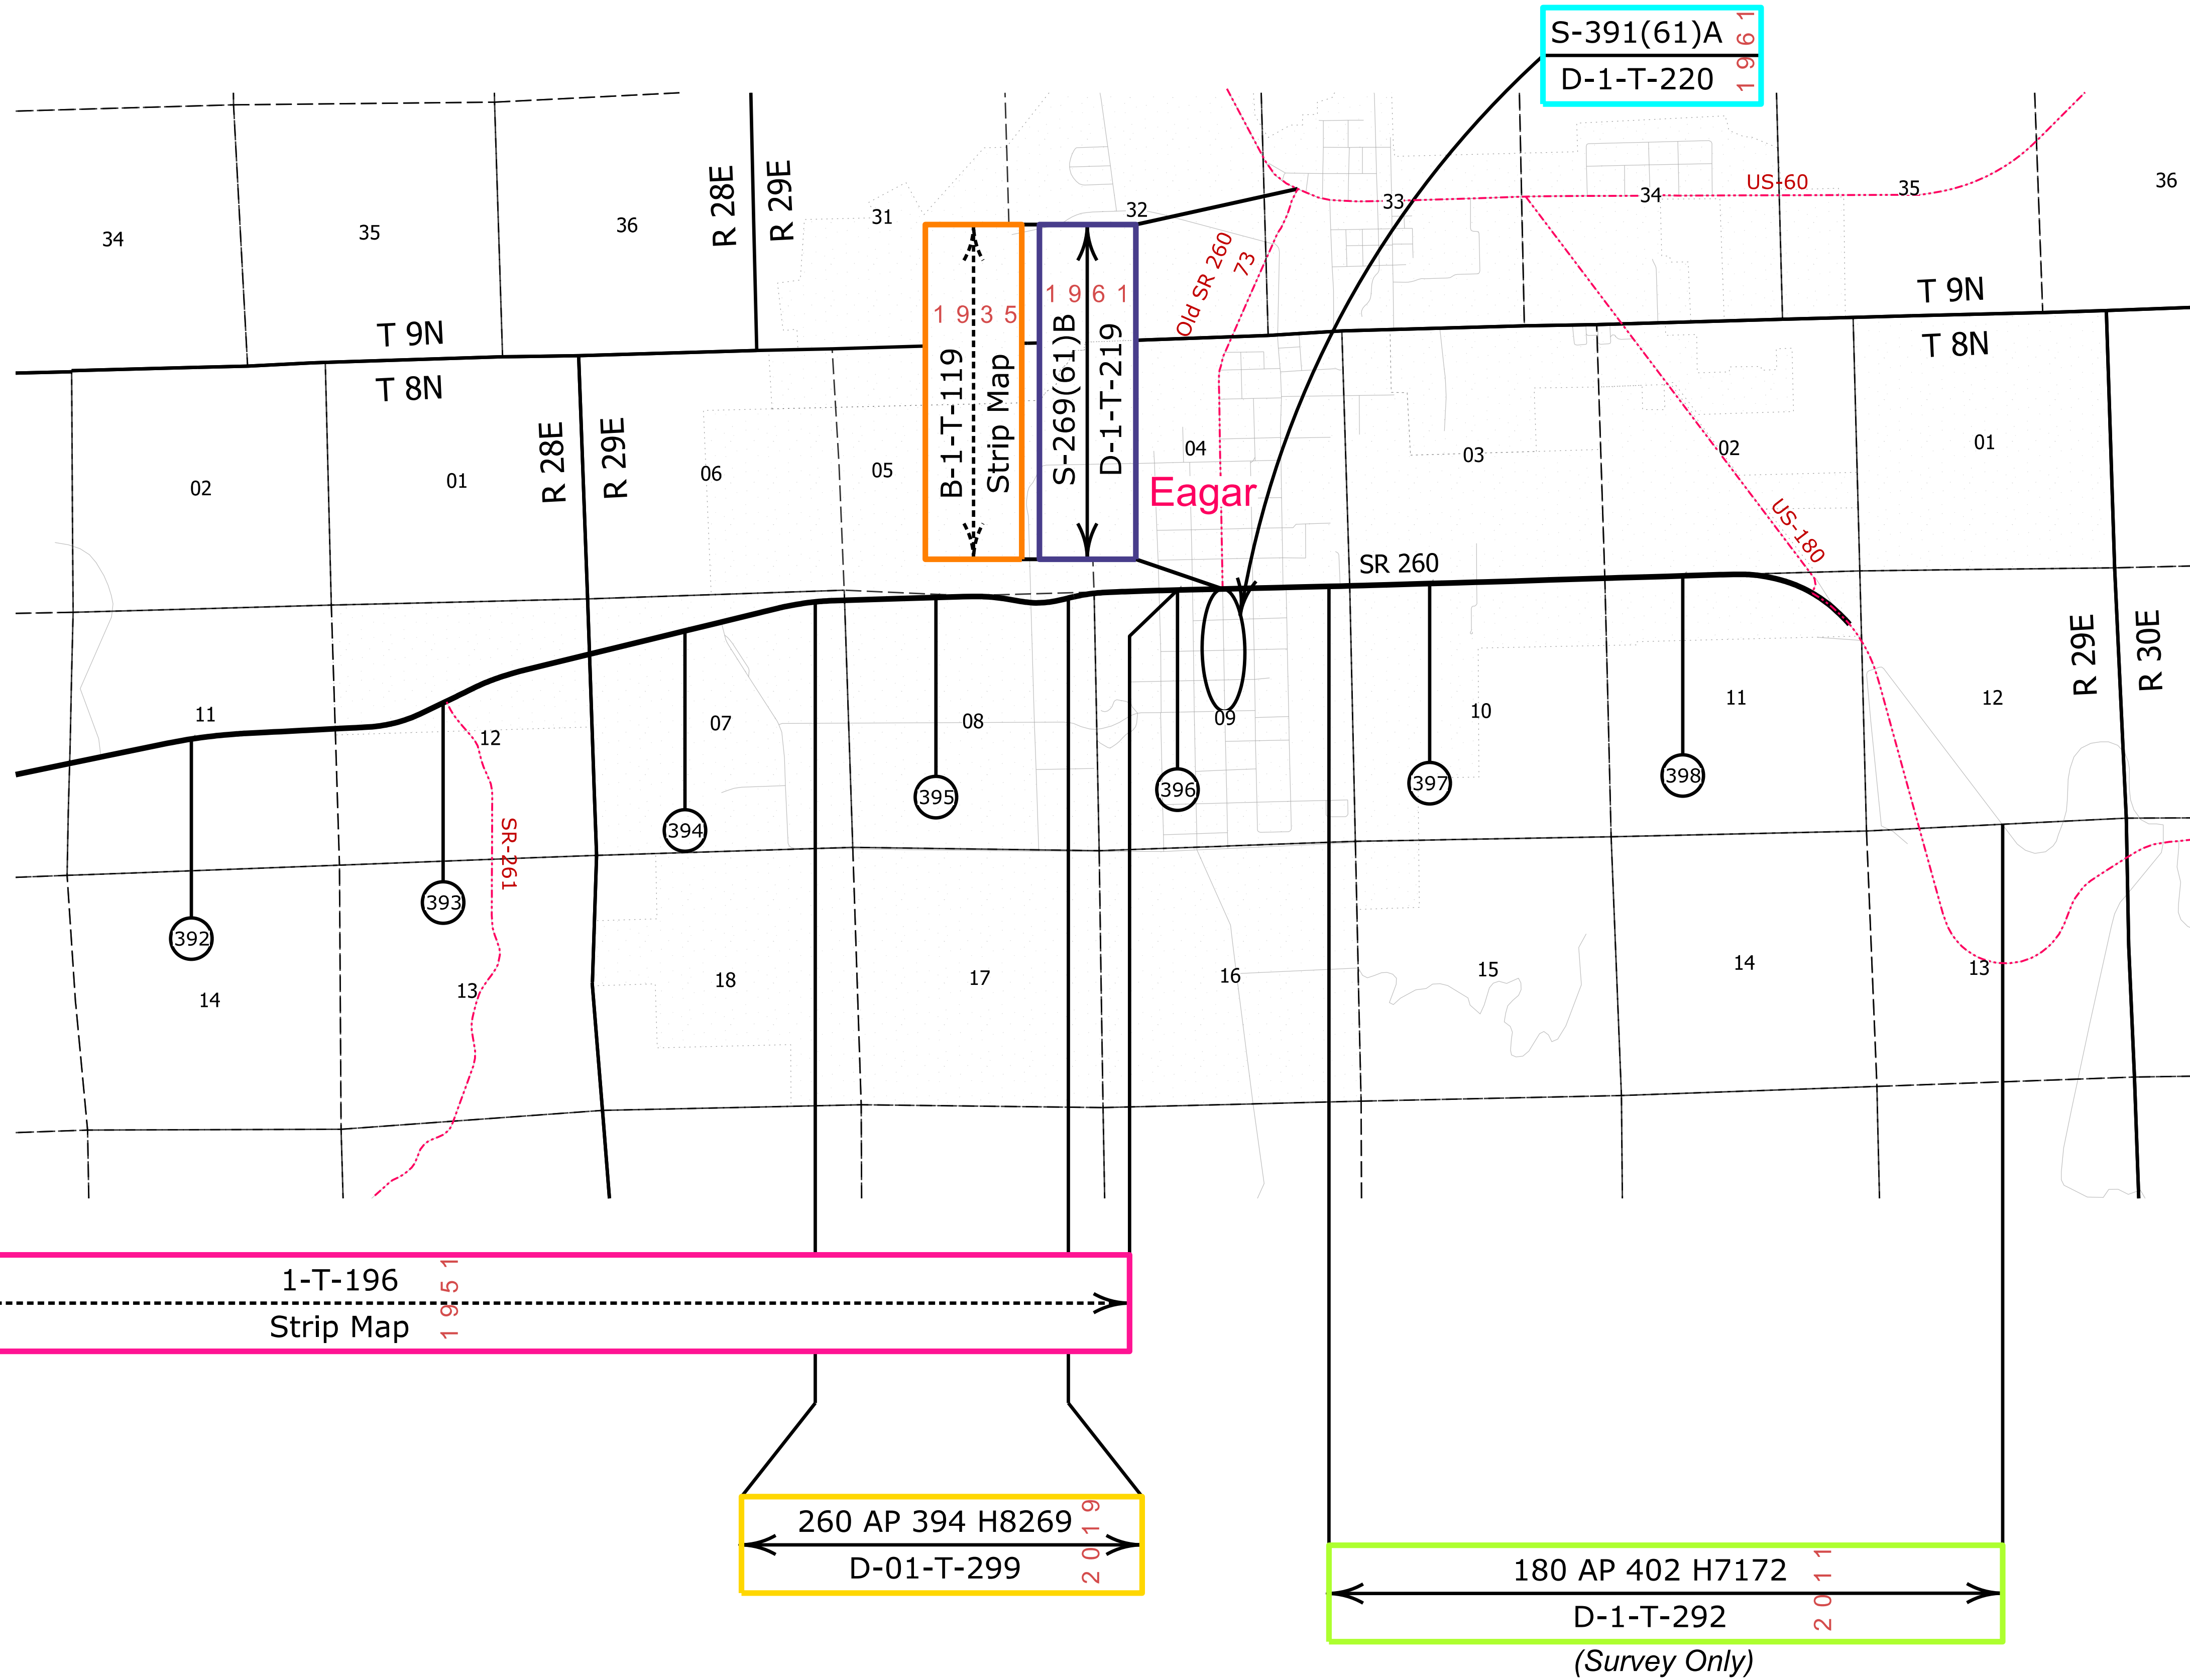 S-391(61)A
D-1-T-220
1961
34
35
36
R 28E
R 29E
31
32
33
34
US-60
35
36
Old SR 260
73
1935
B-1-T-119
Strip Map
1961
S-269(61)B
D-1-T-219
T 9N
T 8N
T 9N
T 8N
02
01
R 28E
R 29E
06
05
04
Eagar
03
02
01
US-180
SR 260
R 29E
R 30E
11
12
07
08
09
10
11
12
392
393
394
395
396
397
398
SR-261
14
13
18
17
16
15
14
13
1-T-196
Strip Map
1951
260 AP 394 H8269
D-01-T-299
2019
180 AP 402 H7172
D-1-T-292
2011
(Survey Only)